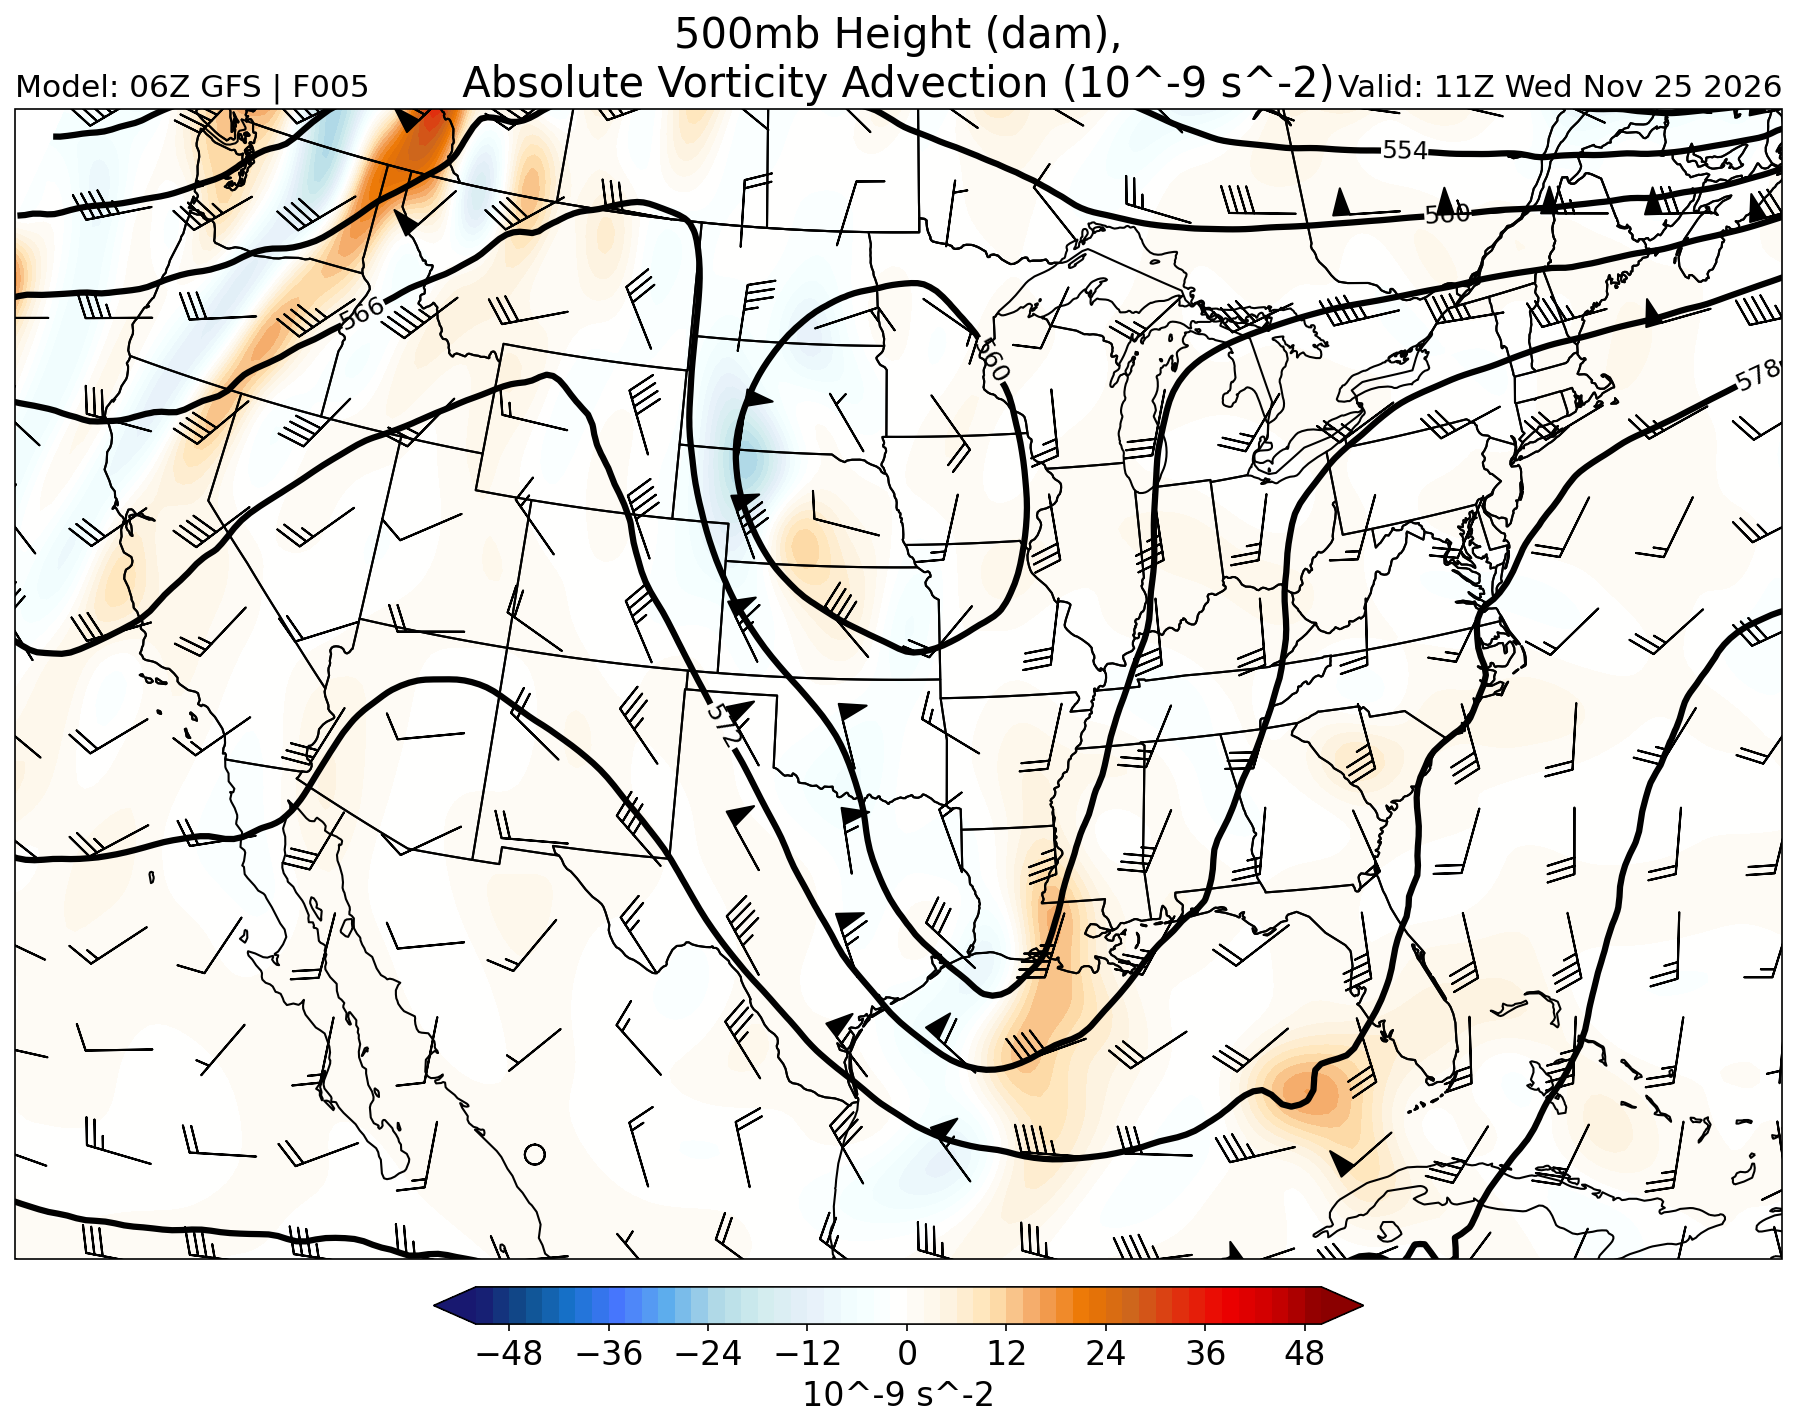 500mb Height (dam),
Absolute Vorticity Advection (10^-9 s^-2)
Model: 06Z GFS | F005
Valid: 11Z Wed Nov 25 2026
554
560
566
560
578
572
−48 −36 −24 −12 0 12 24 36 48
10^-9 s^-2